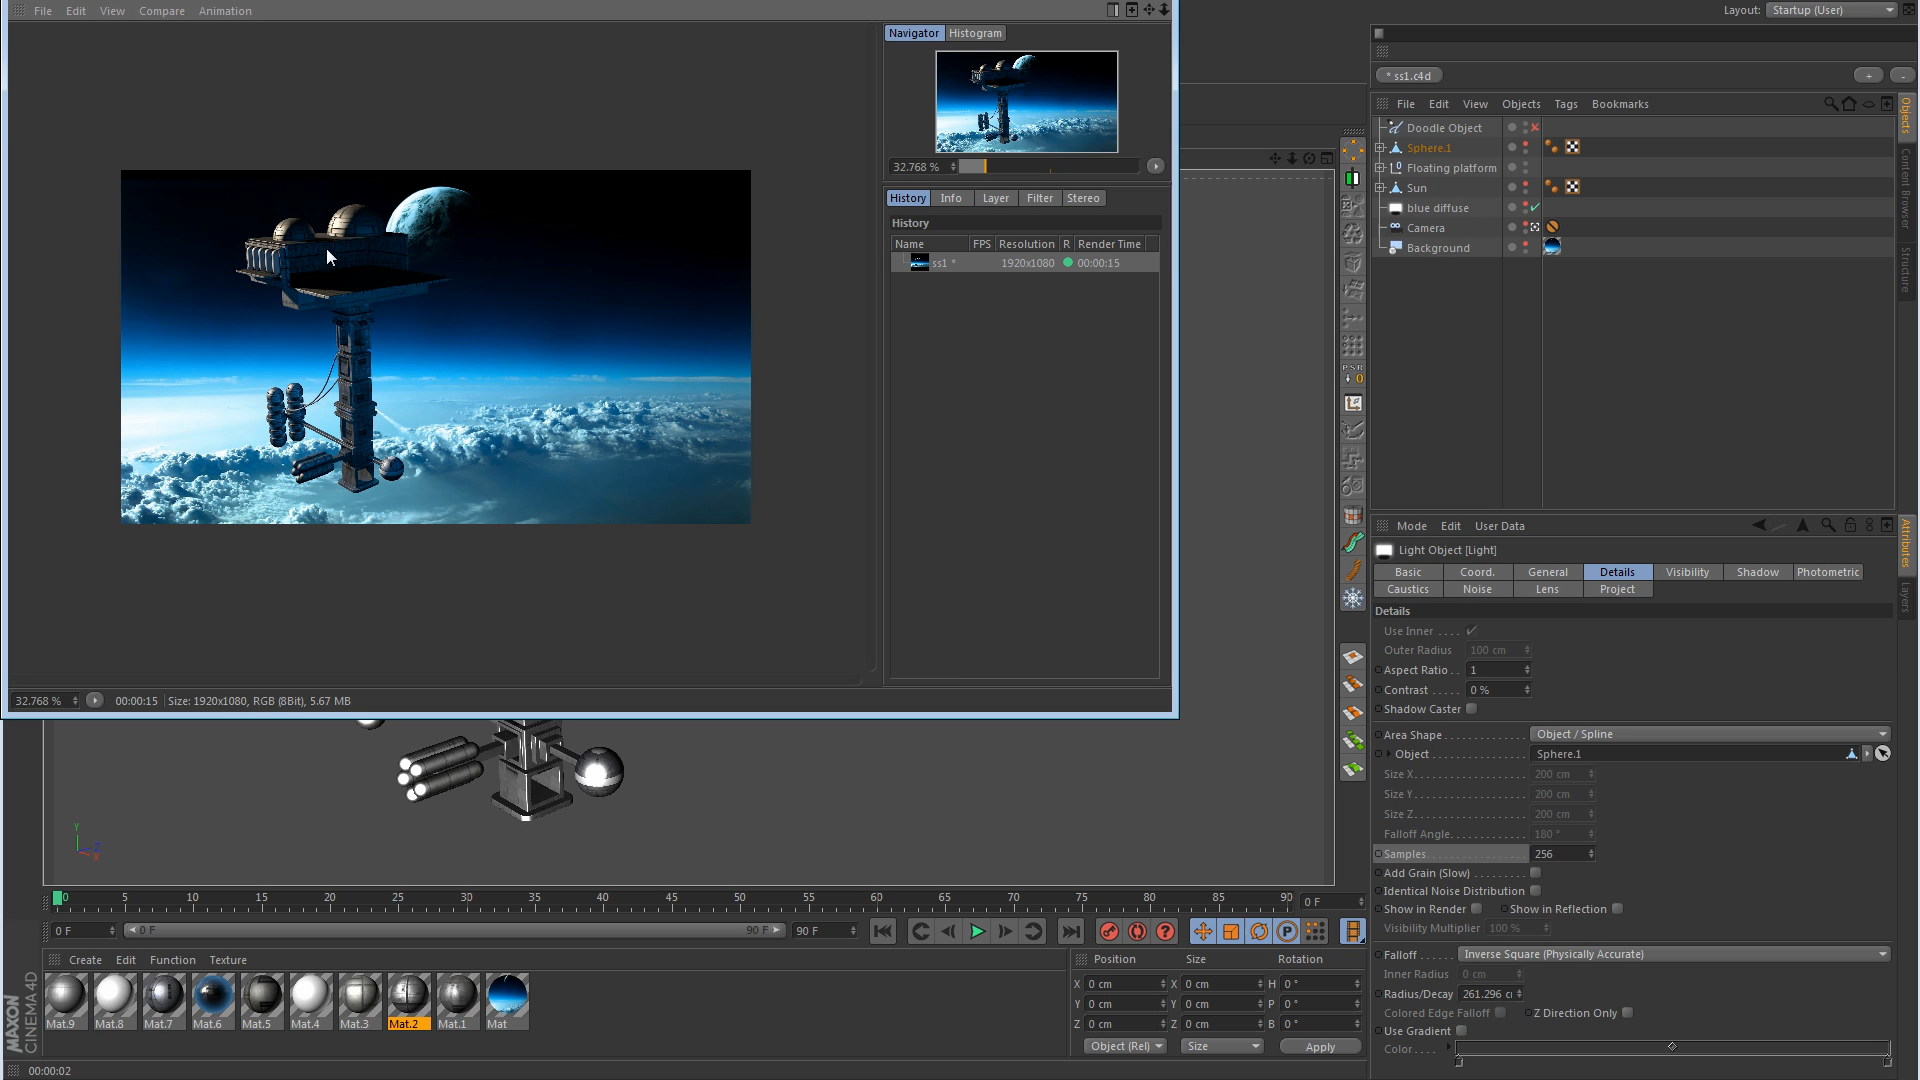 File Edit View Compare Animation
Layout: Startup (User)
Navigator Histogram
32.768 %
History Info Layer Filter Stereo
History
Name FPS Resolution R Render Time
ss1 * 1920x1080 00:00:15
32.768 % 00:00:15 Size: 1920x1080, RGB (8Bit), 5.67 MB
* ss1.c4d + -
File Edit View Objects Tags Bookmarks
Doodle Object
Sphere.1
Floating platform
Sun
blue diffuse
Camera
Background
Objects
Content Browser
Structure
PSR
0
Mode Edit User Data
Attributes
Layers
Light Object [Light]
Basic Coord. General Details Visibility Shadow Photometric
Caustics Noise Lens Project
Details
Use Inner . . . .
Outer Radius 100 cm
Aspect Ratio . . 1
Contrast . . . . . 0 %
Shadow Caster
Area Shape . . . . . . . . . . . . . Object / Spline
Object . . . . . . . . . . . . . . . Sphere.1
Size X . . . . . . . . . . . . . . . . . 200 cm
Size Y . . . . . . . . . . . . . . . . . 200 cm
Size Z . . . . . . . . . . . . . . . . . 200 cm
Falloff Angle . . . . . . . . . . . . 180 °
Samples . . . . . . . . . . . . . . . . 256
Add Grain (Slow) . . . . . . . . .
Identical Noise Distribution
Show in Render Show in Reflection
Visibility Multiplier 100 %
Falloff . . . Inverse Square (Physically Accurate)
Inner Radius 0 cm
Radius/Decay 261.296 c
Colored Edge Falloff Z Direction Only
Use Gradient
Color . . . .
Y
Z
X
0 5 10 15 20 25 30 35 40 45 50 55 60 65 70 75 80 85 90 0 F
0 F 0 F 90 F 90 F
P
Create Edit Function Texture
Mat.9 Mat.8 Mat.7 Mat.6 Mat.5 Mat.4 Mat.3 Mat.2 Mat.1 Mat
Position Size Rotation
X 0 cm X 0 cm H 0 °
Y 0 cm Y 0 cm P 0 °
Z 0 cm Z 0 cm B 0 °
Object (Rel) Size Apply
MAXON
CINEMA 4D
00:00:02